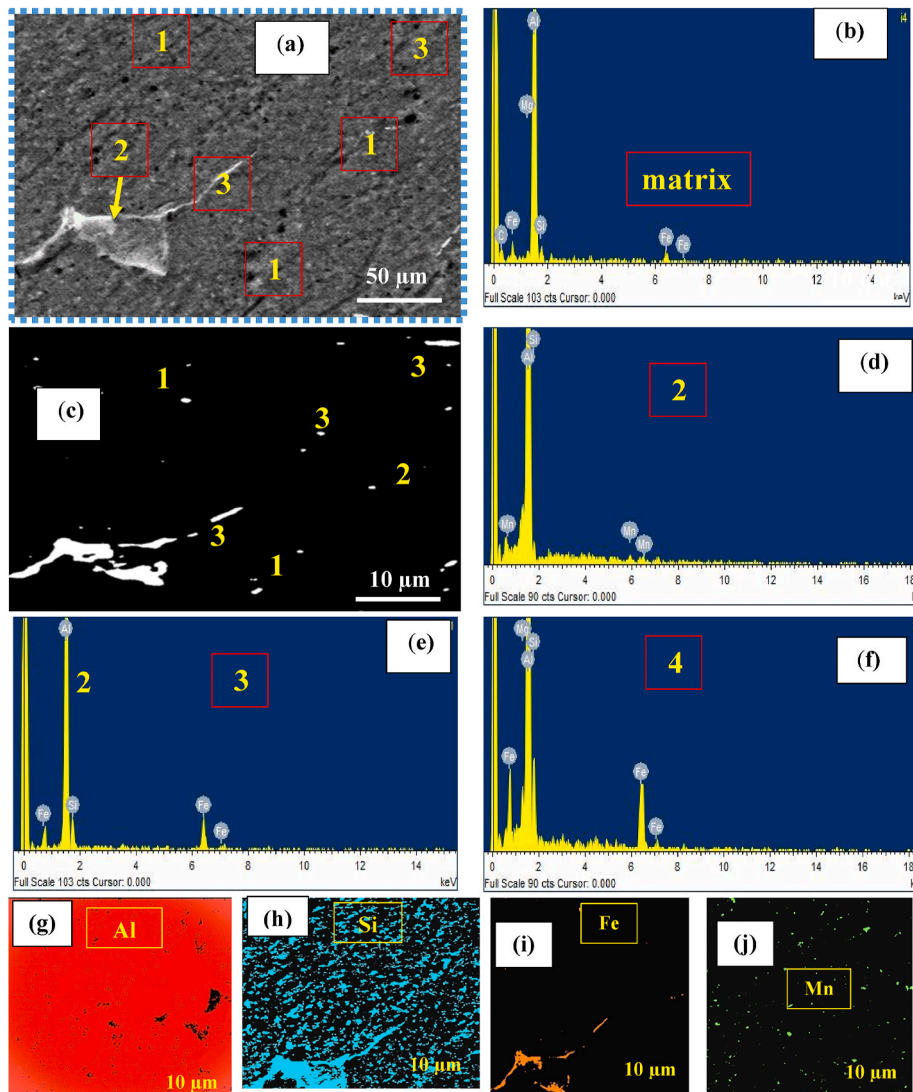 1
(a)
3
2
1
3
1
50 μm
i4
Al
(b)
Mg
matrix
Fe
C
Si
Fe
Fe
0 2 4 6 8 10 12 14
Full Scale 103 cts Cursor: 0.000
keV
3
1
(c)
3
2
3
1
10 μm
Si
Al
(d)
2
Mn
Mn
Mn
0 2 4 6 8 10 12 14 16 18
Full Scale 90 cts Cursor: 0.000
Al
(e)
2
3
Fe
Si
Fe
Fe
0 2 4 6 8 10 12 14
Full Scale 103 cts Cursor: 0.000
keV
Mg
Si
Al
(f)
4
Fe
Fe
Fe
0 2 4 6 8 10 12 14 16 18
Full Scale 90 cts Cursor: 0.000
(g)
Al
10 μm
(h)
Si
10 μm
(i)
Fe
10 μm
(j)
Mn
10 μm